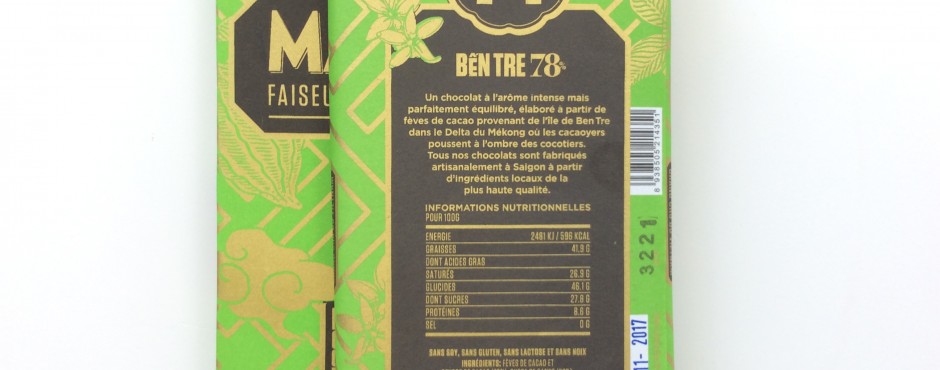 MA
FAISEU
BẾN TRE 78%
Un chocolat à l'arôme intense mais
parfaitement équilibré, élaboré à partir de
fèves de cacao provenant de l'île de Ben Tre
dans le Delta du Mékong où les cacaoyers
poussent à l'ombre des cocotiers.
Tous nos chocolats sont fabriqués
artisanalement à Saigon à partir
d'ingrédients locaux de la
plus haute qualité.
INFORMATIONS NUTRITIONNELLES
POUR 100G
ENERGIE 2481 KJ / 596 KCAL
GRAISSES 41.9 G
DONT ACIDES GRAS
SATURÉS 26.9 G
GLUCIDES 46.1 G
DONT SUCRES 27.8 G
PROTÉINES 8.6 G
SEL 0 G
SANS SOY, SANS GLUTEN, SANS LACTOSE ET SANS NOIX
INGRÉDIENTS: FÈVES DE CACAO ET
8 938505 214351
3221
11- 2017